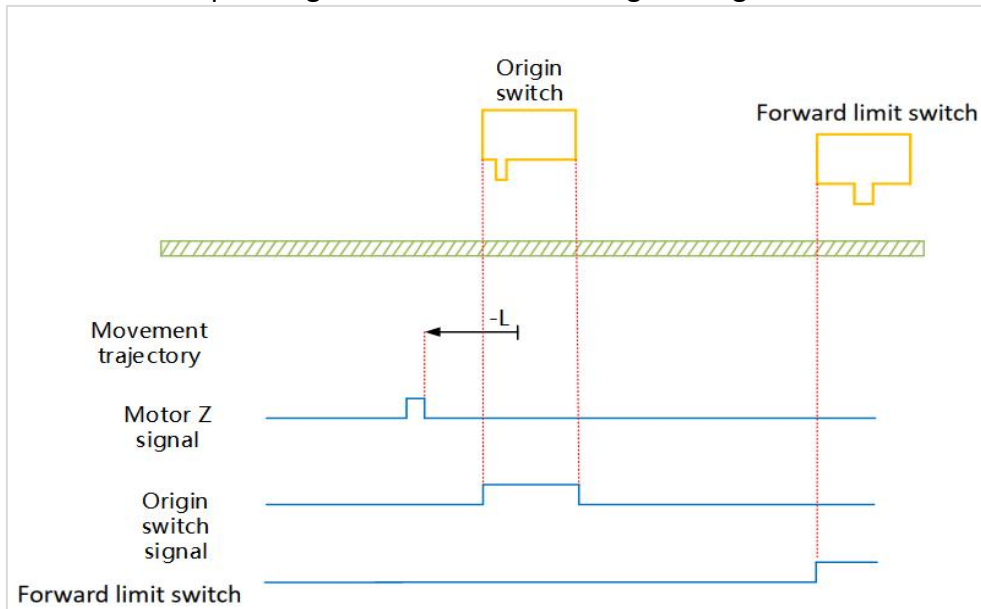 Origin
switch
Forward limit switch
-L
Movement
trajectory
Motor Z
signal
Origin
switch
signal
Forward limit switch